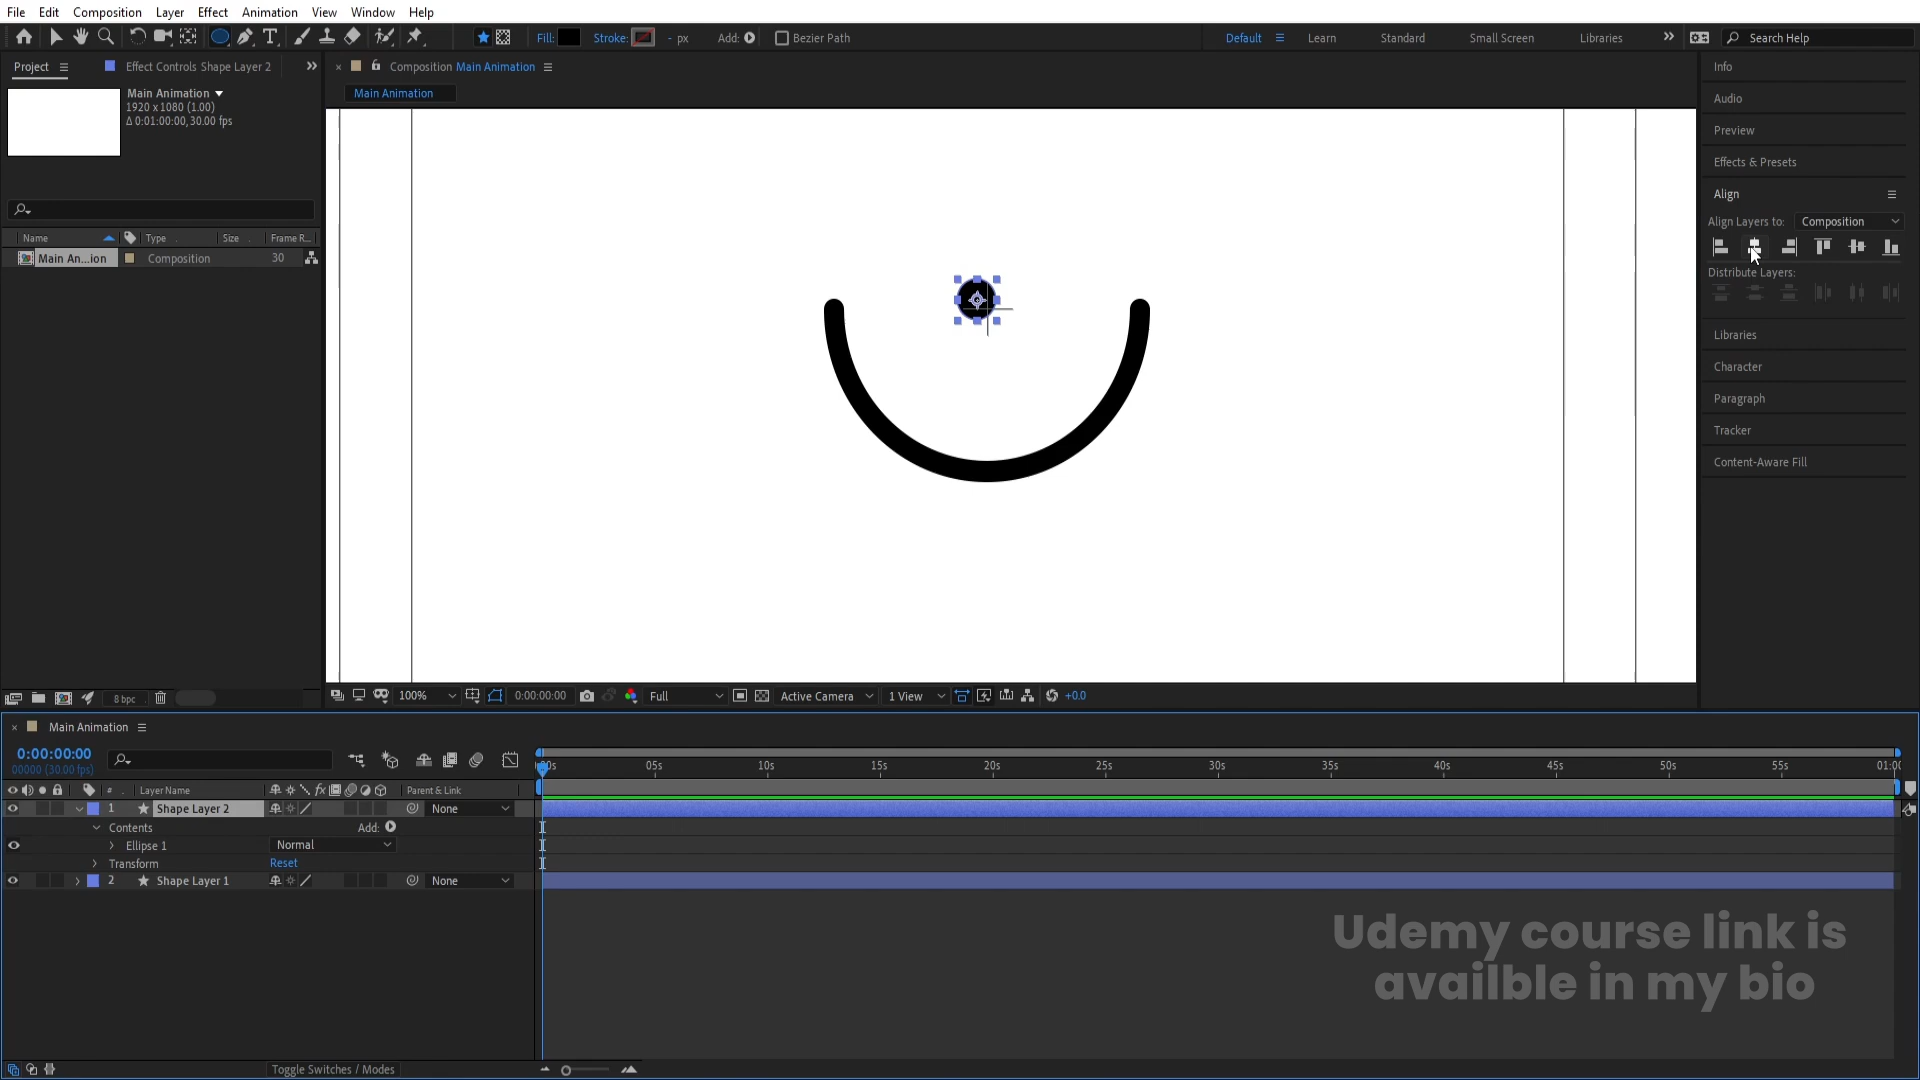 File Edit Composition Layer Effect Animation View Window Help
Fill: Stroke: - px Add: Bezier Path Default Learn Standard Small Screen Libraries Search Help
Project Effect Controls Shape Layer 2
Composition Main Animation
Main Animation
Main Animation
1920 x 1080 (1.00)
Δ 0:01:00:00, 30.00 fps
Name Type Size Frame R...
Main An...ion Composition 30
8 bpc
100% 0:00:00:00 Full Active Camera 1 View +0.0
Info
Audio
Preview
Effects & Presets
Align
Align Layers to: Composition
Distribute Layers:
Libraries
Character
Paragraph
Tracker
Content-Aware Fill
Main Animation
0:00:00:00
00000 (30.00 fps)
05s 10s 15s 20s 25s 30s 35s 40s 45s 50s 55s
# Layer Name Parent & Link
1 Shape Layer 2 None
Contents Add:
Ellipse 1 Normal
Transform Reset
2 Shape Layer 1 None
Udemy course link is
availble in my bio
Toggle Switches / Modes